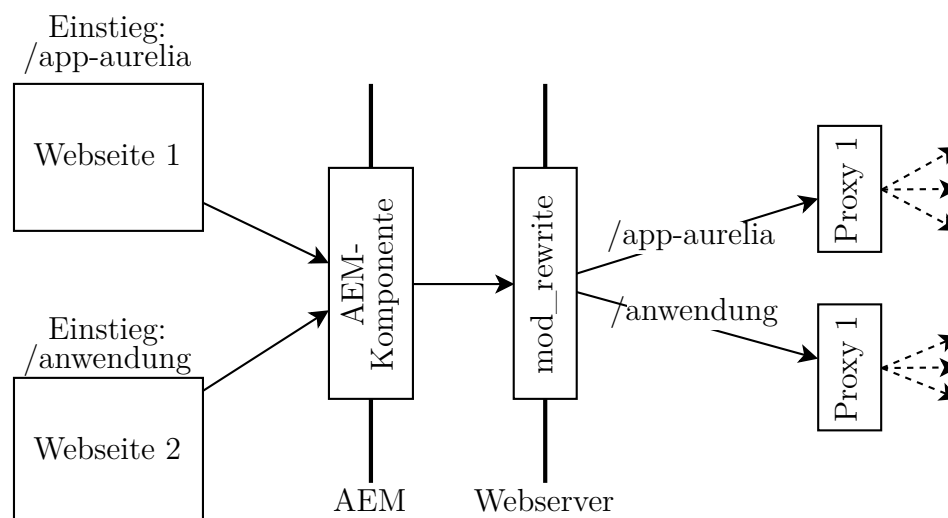 Einstieg:
/app-aurelia
Webseite 1
Einstieg:
/anwendung
Webseite 2
AEM-
Komponente
AEM
mod_rewrite
Webserver
/app-aurelia
/anwendung
Proxy 1
Proxy 1